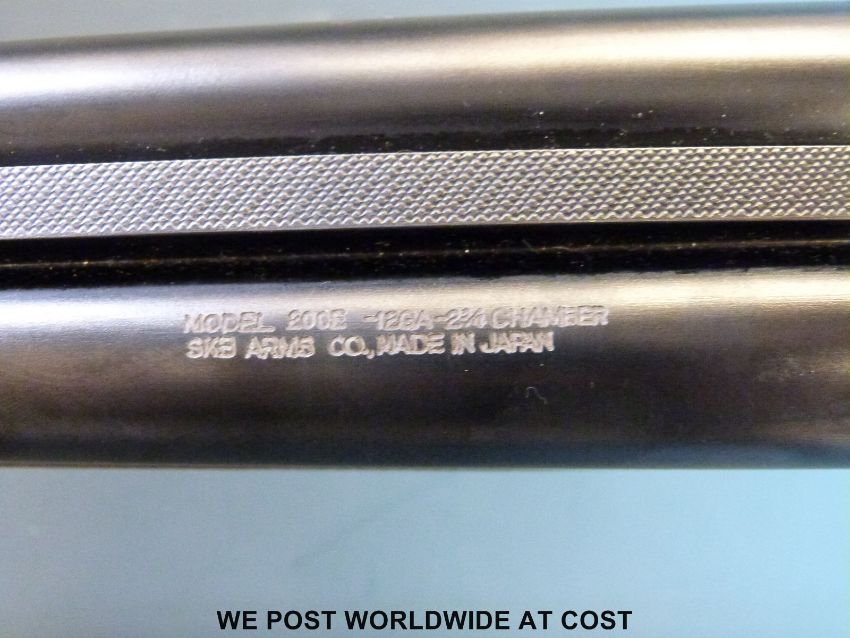 MODEL 200E -12GA-2¾ CHAMBER
SKB ARMS CO., MADE IN JAPAN
WE POST WORLDWIDE AT COST